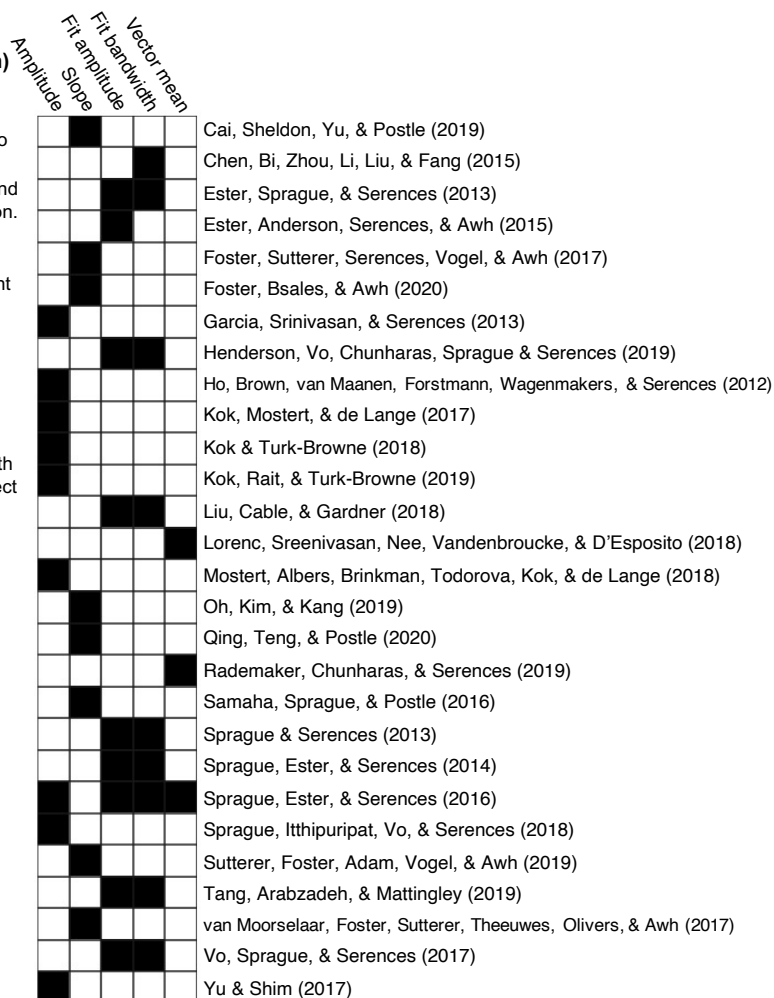 Amplitude
Slope
Fit amplitude
Fit bandwidth
Vector mean
Cai, Sheldon, Yu, & Postle (2019)
Chen, Bi, Zhou, Li, Liu, & Fang (2015)
Ester, Sprague, & Serences (2013)
Ester, Anderson, Serences, & Awh (2015)
Foster, Sutterer, Serences, Vogel, & Awh (2017)
Foster, Bsales, & Awh (2020)
Garcia, Srinivasan, & Serences (2013)
Henderson, Vo, Chunharas, Sprague & Serences (2019)
Ho, Brown, van Maanen, Forstmann, Wagenmakers, & Serences (2012)
Kok, Mostert, & de Lange (2017)
Kok & Turk-Browne (2018)
Kok, Rait, & Turk-Browne (2019)
Liu, Cable, & Gardner (2018)
Lorenc, Sreenivasan, Nee, Vandenbroucke, & D'Esposito (2018)
Mostert, Albers, Brinkman, Todorova, Kok, & de Lange (2018)
Oh, Kim, & Kang (2019)
Qing, Teng, & Postle (2020)
Rademaker, Chunharas, & Serences (2019)
Samaha, Sprague, & Postle (2016)
Sprague & Serences (2013)
Sprague, Ester, & Serences (2014)
Sprague, Ester, & Serences (2016)
Sprague, Itthipuripat, Vo, & Serences (2018)
Sutterer, Foster, Adam, Vogel, & Awh (2019)
Tang, Arabzadeh, & Mattingley (2019)
van Moorselaar, Foster, Sutterer, Theeuwes, Olivers, & Awh (2017)
Vo, Sprague, & Serences (2017)
Yu & Shim (2017)